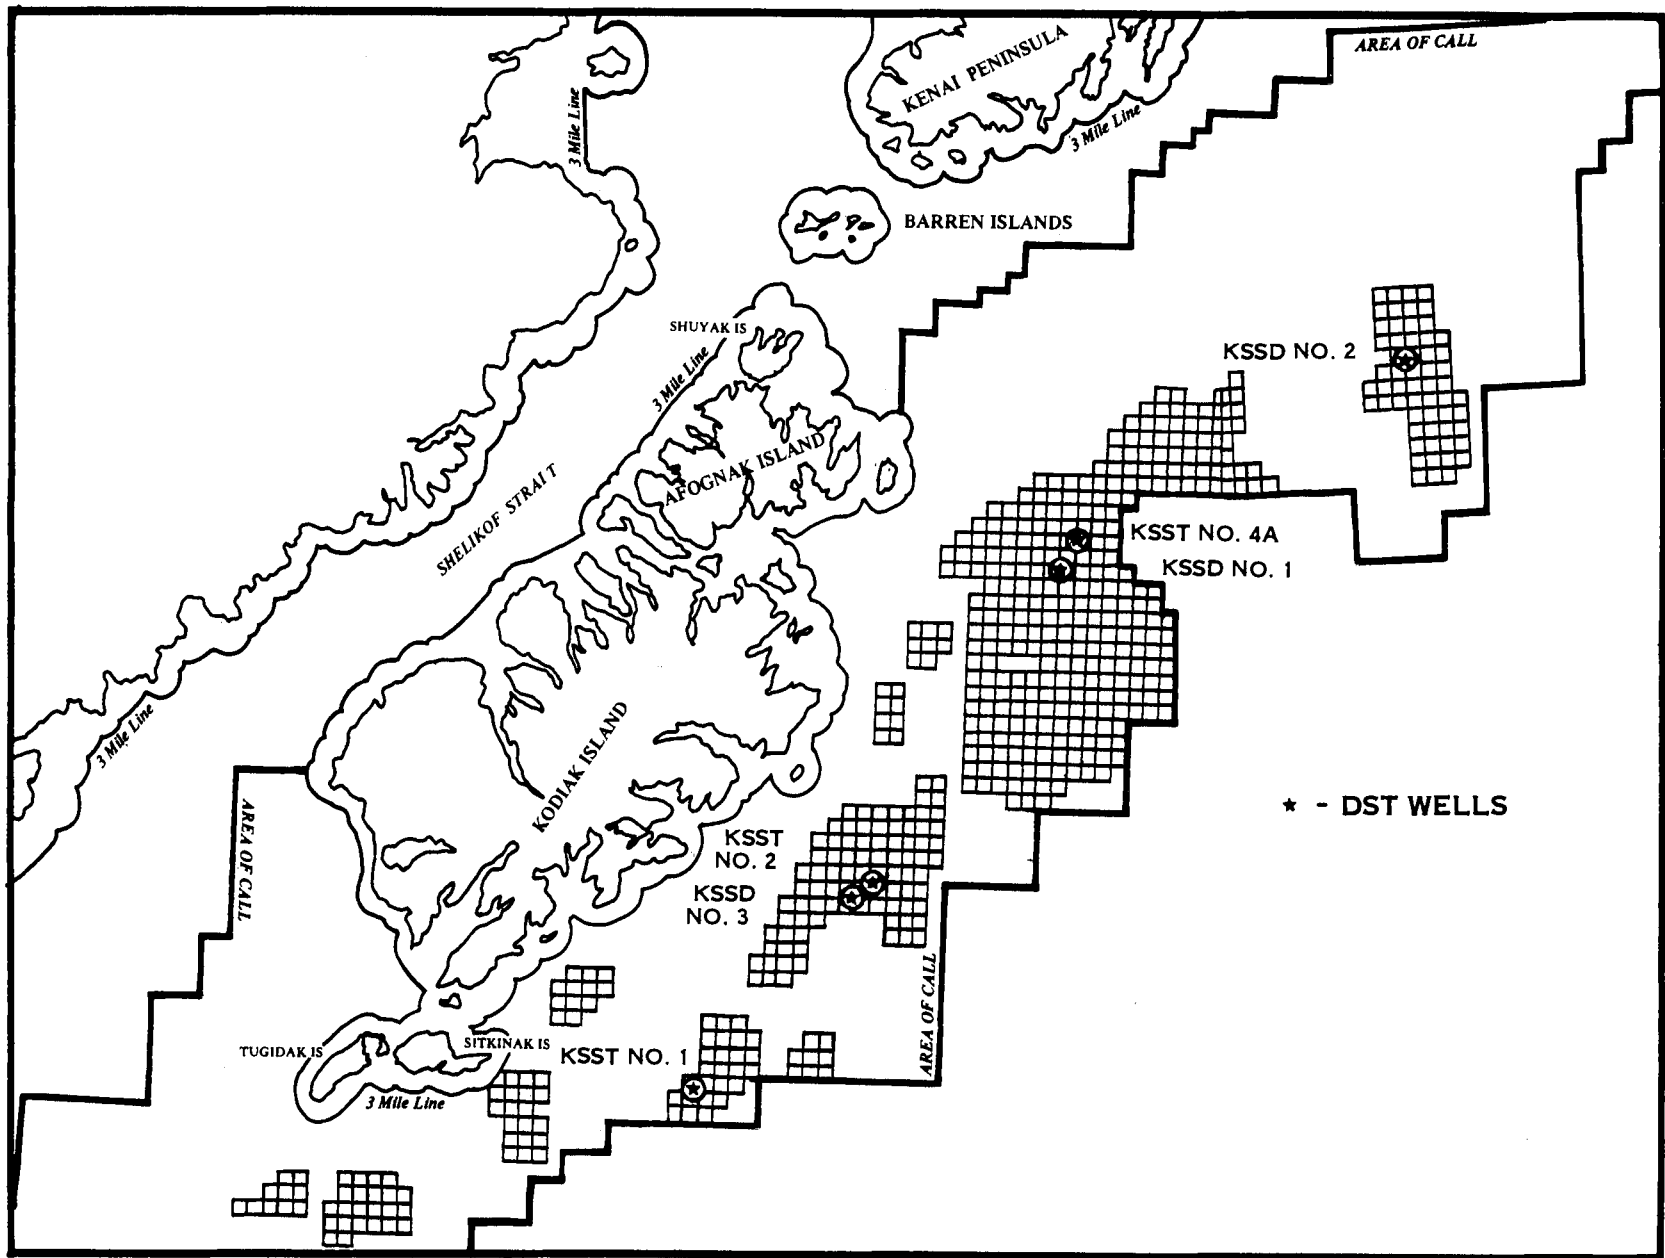 AREA OF CALL
KENAI PENINSULA
3 Mile Line
3 Mile Line
BARREN ISLANDS
SHUYAK IS
3 Mile Line
KSSD NO. 2
AFOGNAK ISLAND
SHELIKOF STRAIT
KSST NO. 4A
KSSD NO. 1
3 Mile Line
KODIAK ISLAND
AREA OF CALL
★ - DST WELLS
KSST
NO. 2
KSSD
NO. 3
AREA OF CALL
TUGIDAK IS
SITKINAK IS
KSST NO. 1
3 Mile Line